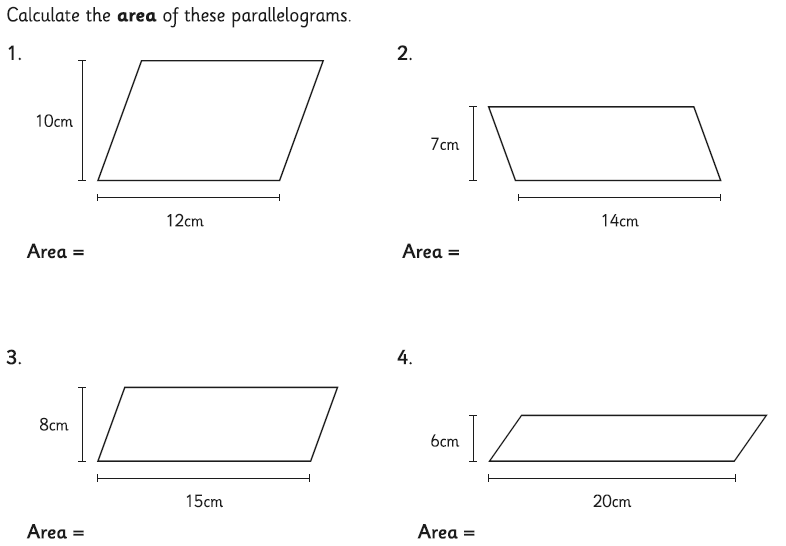 Calculate the area of these parallelograms.
1.
10cm
12cm
Area =
2.
7cm
14cm
Area =
3.
8cm
15cm
Area =
4.
6cm
20cm
Area =